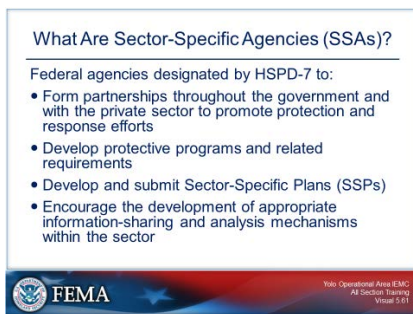 What Are Sector-Specific Agencies (SSAs)?
Federal agencies designated by HSPD-7 to:
• Form partnerships throughout the government and
with the private sector to promote protection and
response efforts
• Develop protective programs and related
requirements
• Develop and submit Sector-Specific Plans (SSPs)
• Encourage the development of appropriate
information-sharing and analysis mechanisms
within the sector
FEMA
Yolo Operational Area IEMC
All Section Training
Visual 5.61